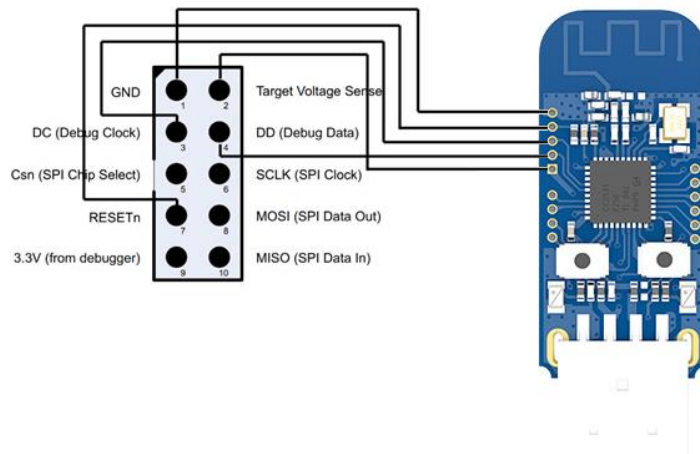 GND
Target Voltage Sense
1
2
DC (Debug Clock)
DD (Debug Data)
3
4
Csn (SPI Chip Select)
SCLK (SPI Clock)
5
6
RESETn
MOSI (SPI Data Out)
7
8
3.3V (from debugger)
MISO (SPI Data In)
9
10